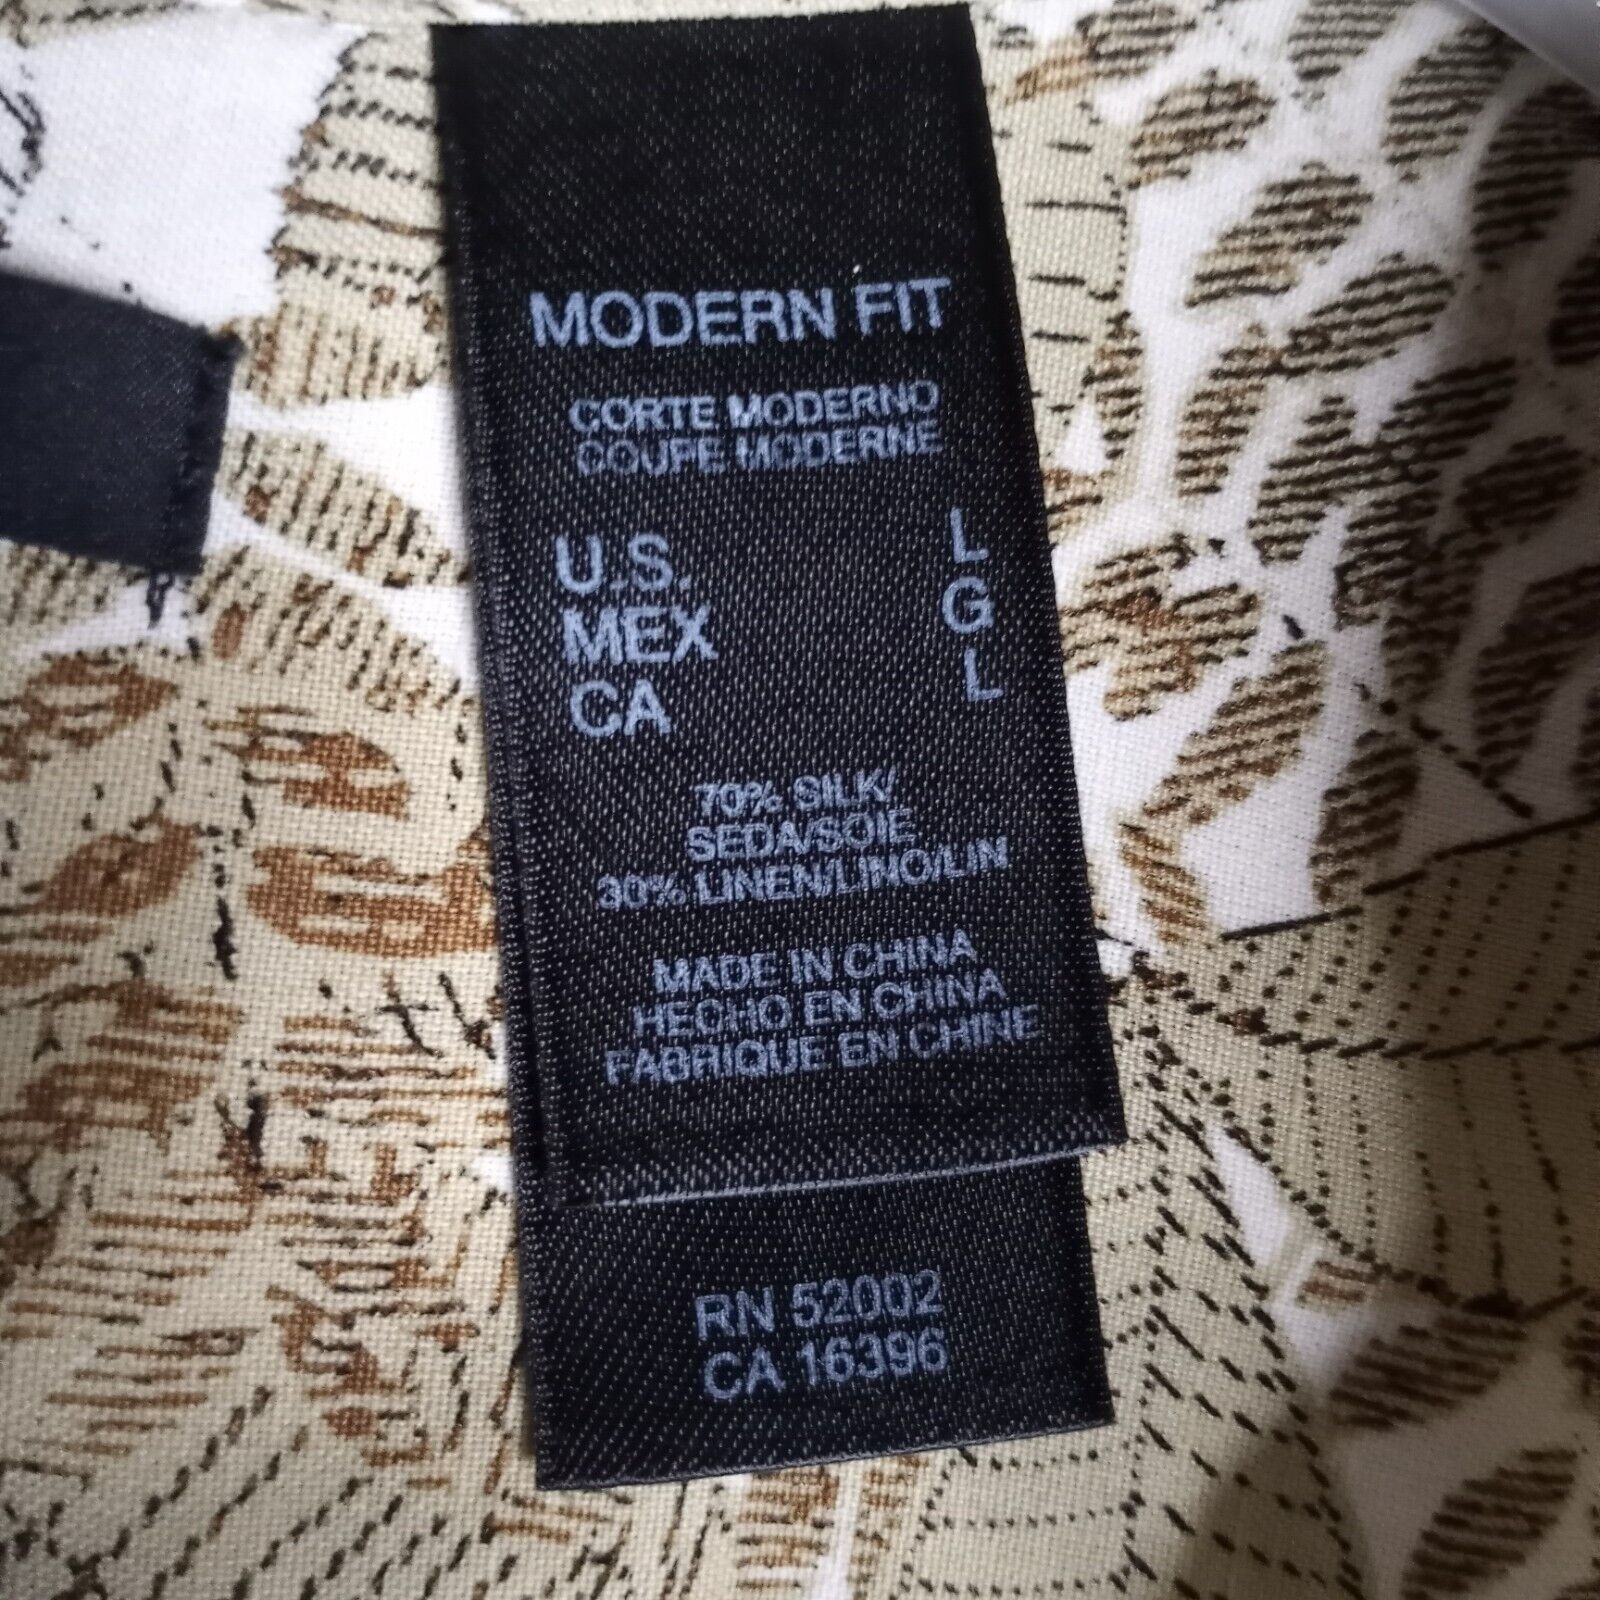 MODERN FIT
CORTE MODERNO
COUPE MODERNE
U.S. L
MEX G
CA L
70% SILK/
SEDA/SOIE
30% LINEN/LINO/LIN
MADE IN CHINA
HECHO EN CHINA
FABRIQUE EN CHINE
RN 52002
CA 16396